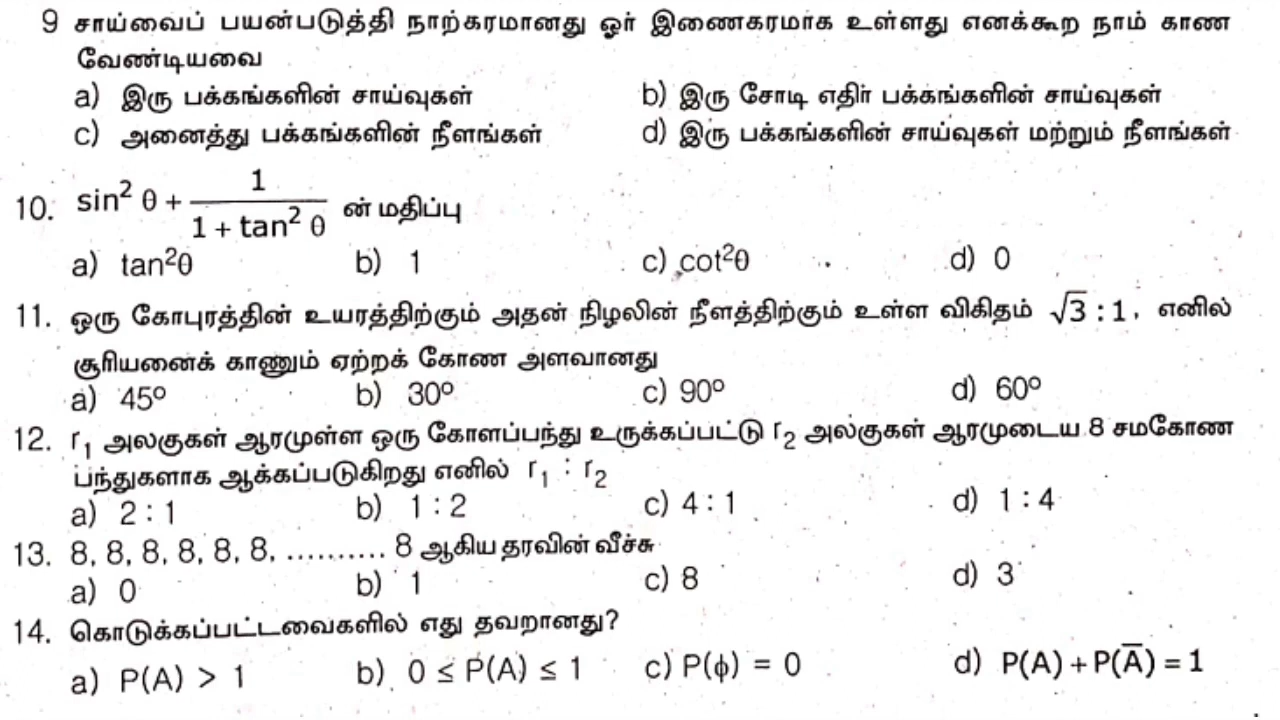 9 சாய்வைப் பயன்படுத்தி நாற்கரமானது ஓர் இணைகரமாக உள்ளது எனக்கூற நாம் காண
வேண்டியவை
a) இரு பக்கங்களின் சாய்வுகள் b) இரு சோடி எதிர் பக்கங்களின் சாய்வுகள்
c) அனைத்து பக்கங்களின் நீளங்கள் d) இரு பக்கங்களின் சாய்வுகள் மற்றும் நீளங்கள்
10. sin² θ + 1 / (1 + tan² θ) ன் மதிப்பு
a) tan²θ b) 1 c) cot²θ d) 0
11. ஒரு கோபுரத்தின் உயரத்திற்கும் அதன் நிழலின் நீளத்திற்கும் உள்ள விகிதம் √3 : 1, எனில்
சூரியனைக் காணும் ஏற்றக் கோண அளவானது
a) 45º b) 30º c) 90º d) 60º
12. r₁ அலகுகள் ஆரமுள்ள ஒரு கோளப்பந்து உருக்கப்பட்டு r₂ அலகுகள் ஆரமுடைய 8 சமகோண
பந்துகளாக ஆக்கப்படுகிறது எனில் r₁ : r₂
a) 2 : 1 b) 1 : 2 c) 4 : 1 d) 1 : 4
13. 8, 8, 8, 8, 8, 8, .......... 8 ஆகிய தரவின் வீச்சு
a) 0 b) 1 c) 8 d) 3
14. கொடுக்கப்பட்டவைகளில் எது தவறானது?
a) P(A) > 1 b) 0 ≤ P(A) ≤ 1 c) P(ϕ) = 0 d) P(A) + P(A̅) = 1